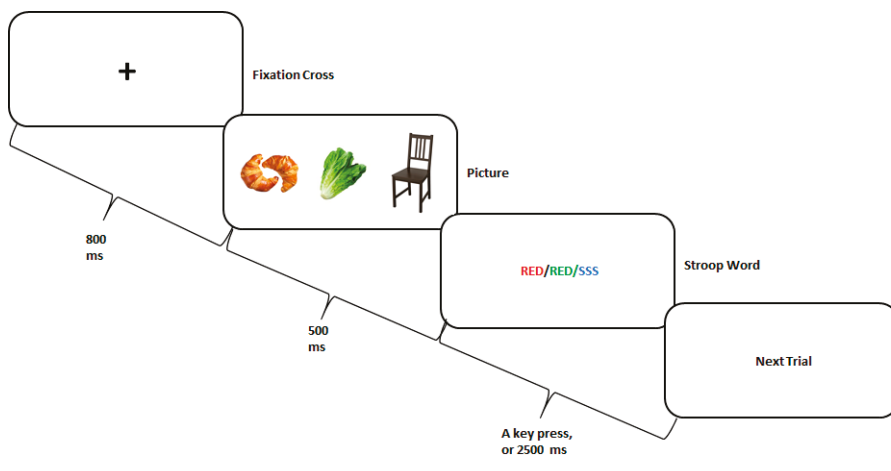 +
Fixation Cross
Picture
800
ms
RED/RED/SSS
Stroop Word
500
ms
Next Trial
A key press,
or 2500 ms